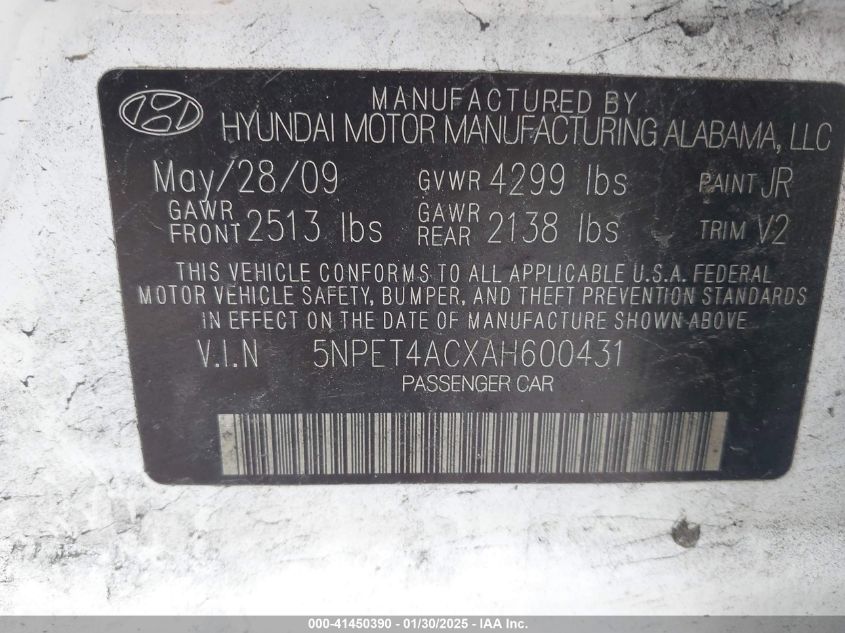 MANUFACTURED BY
HYUNDAI MOTOR MANUFACTURING ALABAMA, LLC
May/28/09 GVWR 4299 lbs PAINT JR
GAWR FRONT 2513 lbs GAWR REAR 2138 lbs TRIM V2
THIS VEHICLE CONFORMS TO ALL APPLICABLE U.S.A. FEDERAL
MOTOR VEHICLE SAFETY, BUMPER, AND THEFT PREVENTION STANDARDS
IN EFFECT ON THE DATE OF MANUFACTURE SHOWN ABOVE
V.I.N 5NPET4ACXAH600431
PASSENGER CAR
000-41450390 - 01/30/2025 - IAAI.COM